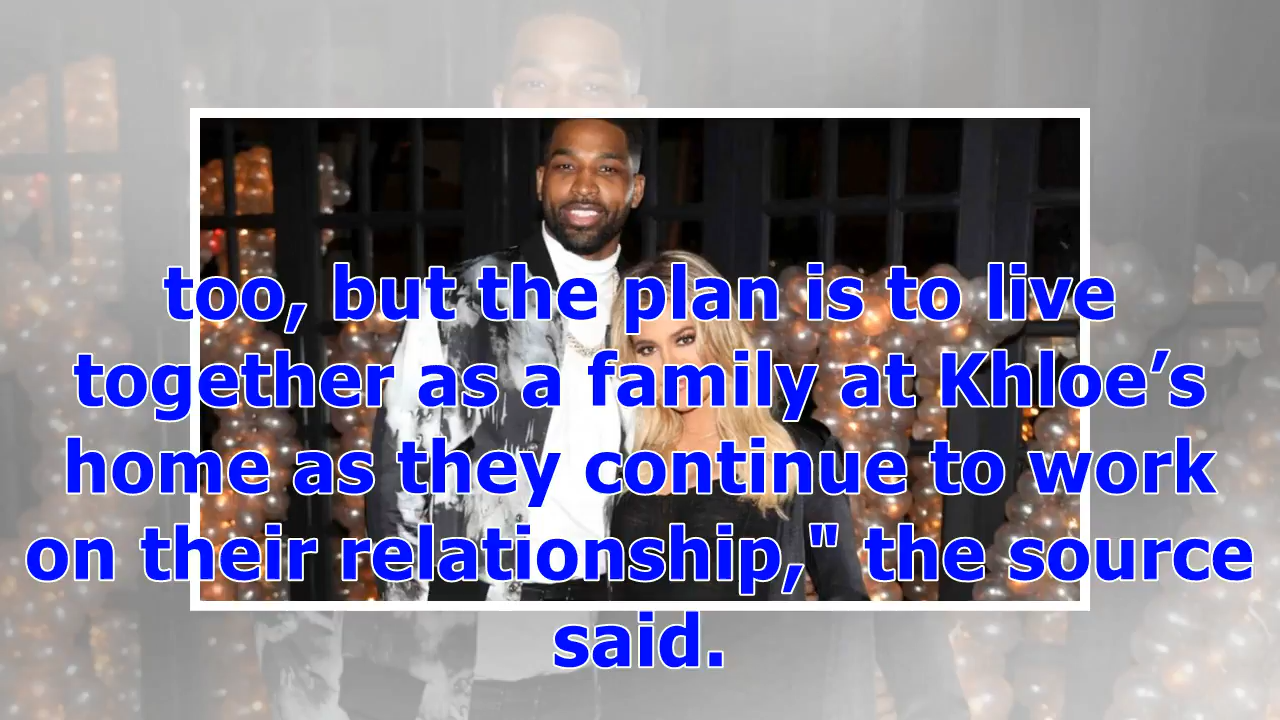 too, but the plan is to live
together as a family at Khloe’s
home as they continue to work
on their relationship," the source
said.